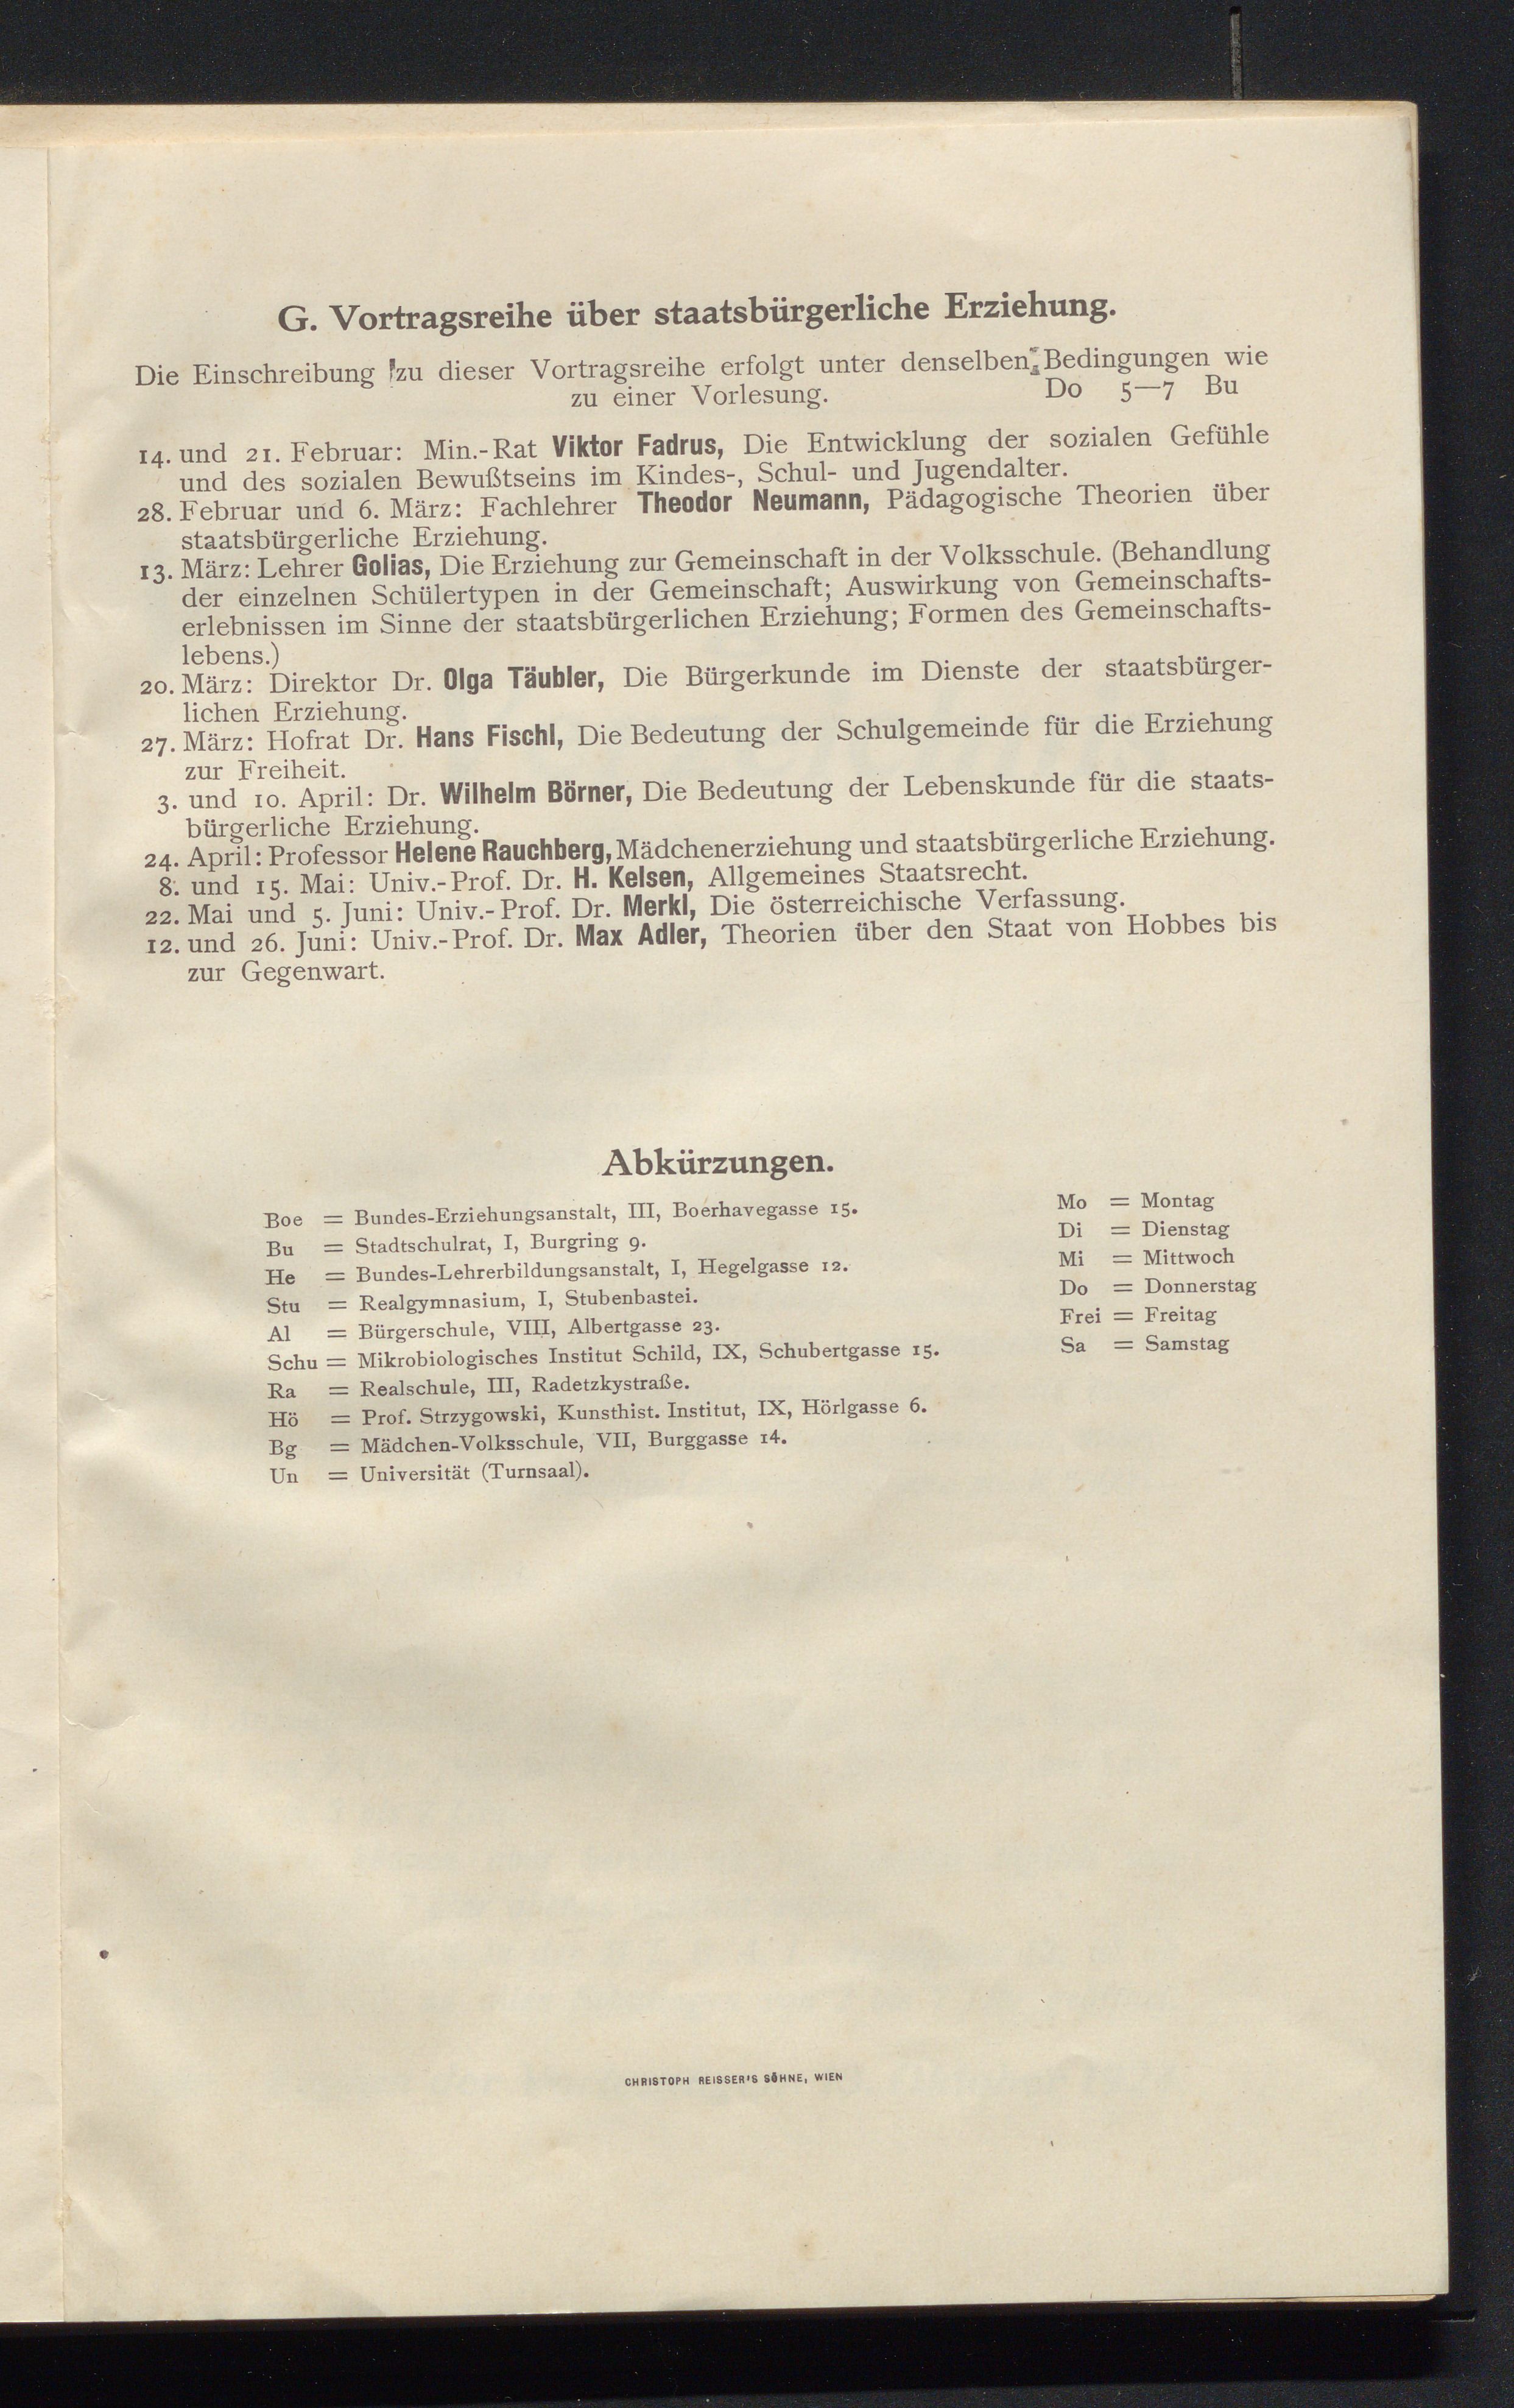 G. Vortragsreihe über staatsbürgerliche Erziehung.
Die Einschreibung zu dieser Vortragsreihe erfolgt unter denselben Bedingungen wie
zu einer Vorlesung. Do 5—7 Bu
14. und 21. Februar: Min.-Rat Viktor Fadrus, Die Entwicklung der sozialen Gefühle
und des sozialen Bewußtseins im Kindes-, Schul- und Jugendalter.
28. Februar und 6. März: Fachlehrer Theodor Neumann, Pädagogische Theorien über
staatsbürgerliche Erziehung.
13. März: Lehrer Golias, Die Erziehung zur Gemeinschaft in der Volksschule. (Behandlung
der einzelnen Schülertypen in der Gemeinschaft; Auswirkung von Gemeinschafts-
erlebnissen im Sinne der staatsbürgerlichen Erziehung; Formen des Gemeinschafts-
lebens.)
20. März: Direktor Dr. Olga Täubler, Die Bürgerkunde im Dienste der staatsbürger-
lichen Erziehung.
27. März: Hofrat Dr. Hans Fischl, Die Bedeutung der Schulgemeinde für die Erziehung
zur Freiheit.
3. und 10. April: Dr. Wilhelm Börner, Die Bedeutung der Lebenskunde für die staats-
bürgerliche Erziehung.
24. April: Professor Helene Rauchberg, Mädchenerziehung und staatsbürgerliche Erziehung.
8. und 15. Mai: Univ.-Prof. Dr. H. Kelsen, Allgemeines Staatsrecht.
22. Mai und 5. Juni: Univ.-Prof. Dr. Merkl, Die österreichische Verfassung.
12. und 26. Juni: Univ.-Prof. Dr. Max Adler, Theorien über den Staat von Hobbes bis
zur Gegenwart.
Abkürzungen.
Boe = Bundes-Erziehungsanstalt, III, Boerhavegasse 15.
Bu = Stadtschulrat, I, Burgring 9.
He = Bundes-Lehrerbildungsanstalt, I, Hegelgasse 12.
Stu = Realgymnasium, I, Stubenbastei.
Al = Bürgerschule, VIII, Albertgasse 23.
Schu = Mikrobiologisches Institut Schild, IX, Schubertgasse 15.
Ra = Realschule, III, Radetzkystraße.
Hö = Prof. Strzygowski, Kunsthist. Institut, IX, Hörlgasse 6.
Bg = Mädchen-Volksschule, VII, Burggasse 14.
Un = Universität (Turnsaal).
Mo = Montag
Di = Dienstag
Mi = Mittwoch
Do = Donnerstag
Frei = Freitag
Sa = Samstag
CHRISTOPH REISSER'S SÖHNE, WIEN